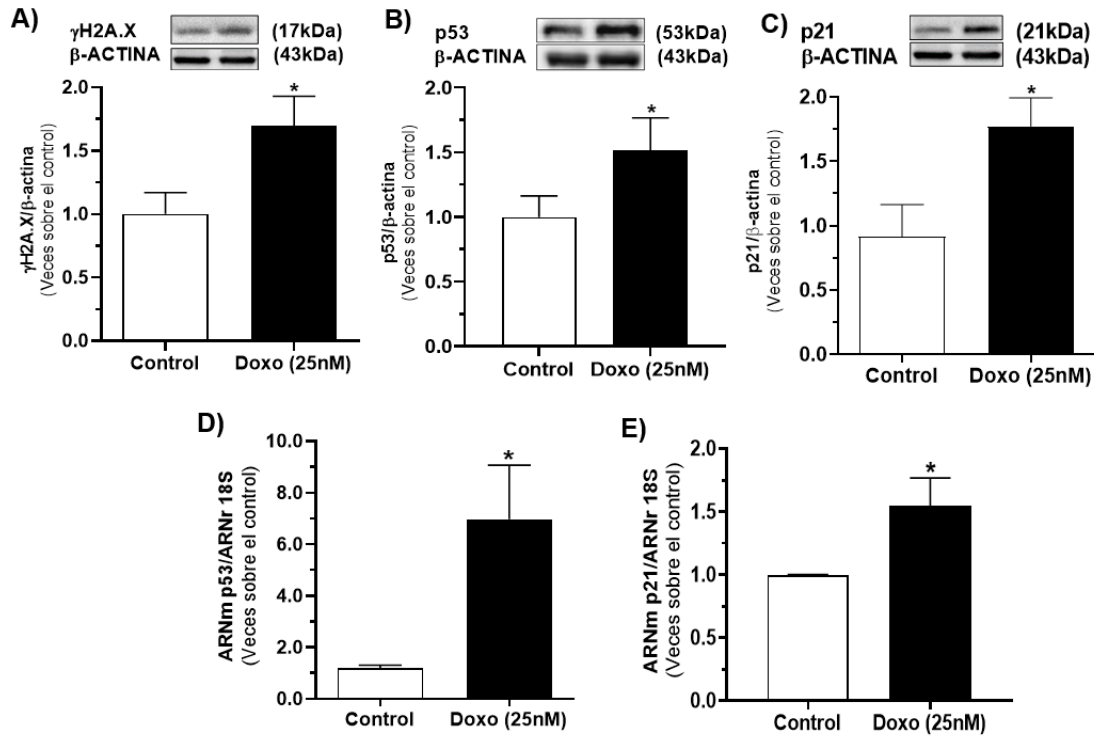 A)
γH2A.X (17kDa)
β-ACTINA (43kDa)
γH2A.X/β-actina
(Veces sobre el control)
2.0
*
1.5
1.0
0.5
0.0
Control Doxo (25nM)
B)
p53 (53kDa)
β-ACTINA (43kDa)
p53/β-actina
(Veces sobre el control)
2.0
*
1.5
1.0
0.5
0.0
Control Doxo (25nM)
C)
p21 (21kDa)
β-ACTINA (43kDa)
p21/β-actina
(Veces sobre el control)
2.0
*
1.5
1.0
0.5
0.0
Control Doxo (25nM)
D)
ARNm p53/ARNr 18S
(Veces sobre el control)
10.0
*
8.0
6.0
4.0
2.0
1.2
0.0
Control Doxo (25nM)
E)
ARNm p21/ARNr 18S
(Veces sobre el control)
2.0
*
1.5
1.0
0.5
0.0
Control Doxo (25nM)